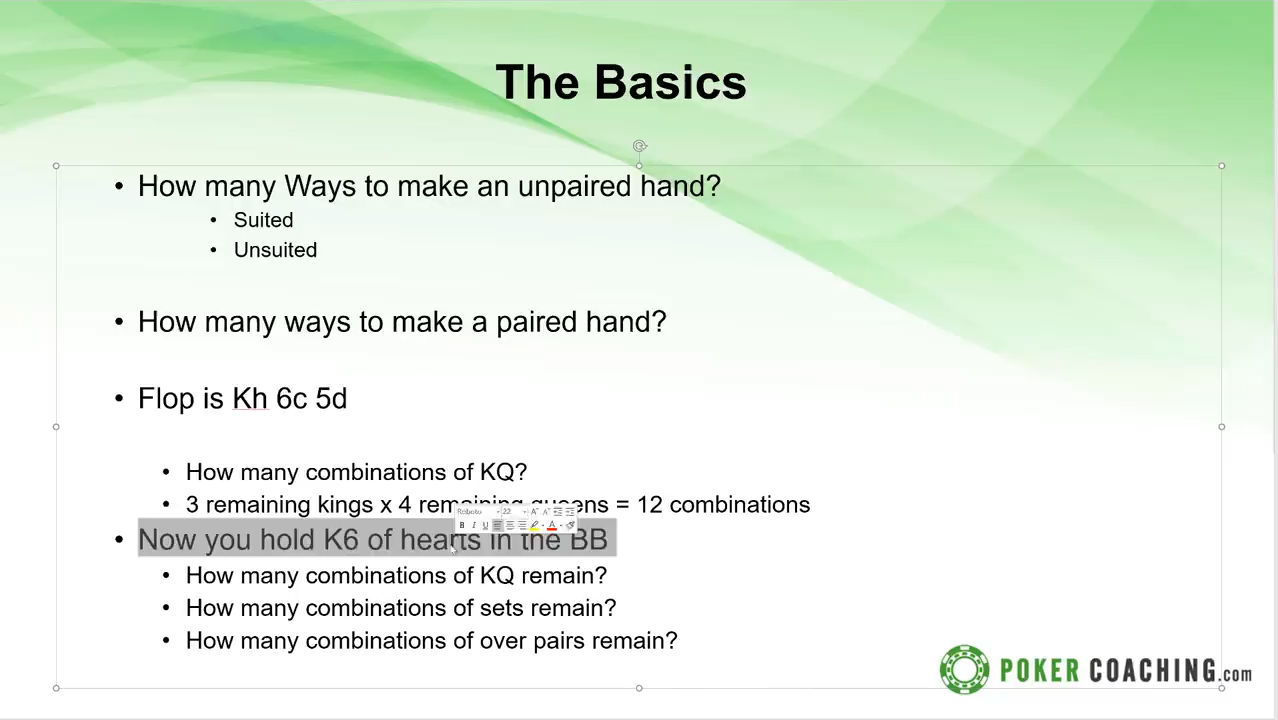 The Basics
• How many Ways to make an unpaired hand?
• Suited
• Unsuited
• How many ways to make a paired hand?
• Flop is Kh 6c 5d
• How many combinations of KQ?
• 3 remaining kings x 4 remaining queens = 12 combinations
Roboto 22
B I U A
• Now you hold K6 of hearts in the BB
• How many combinations of KQ remain?
• How many combinations of sets remain?
• How many combinations of over pairs remain?
POKER COACHING.com